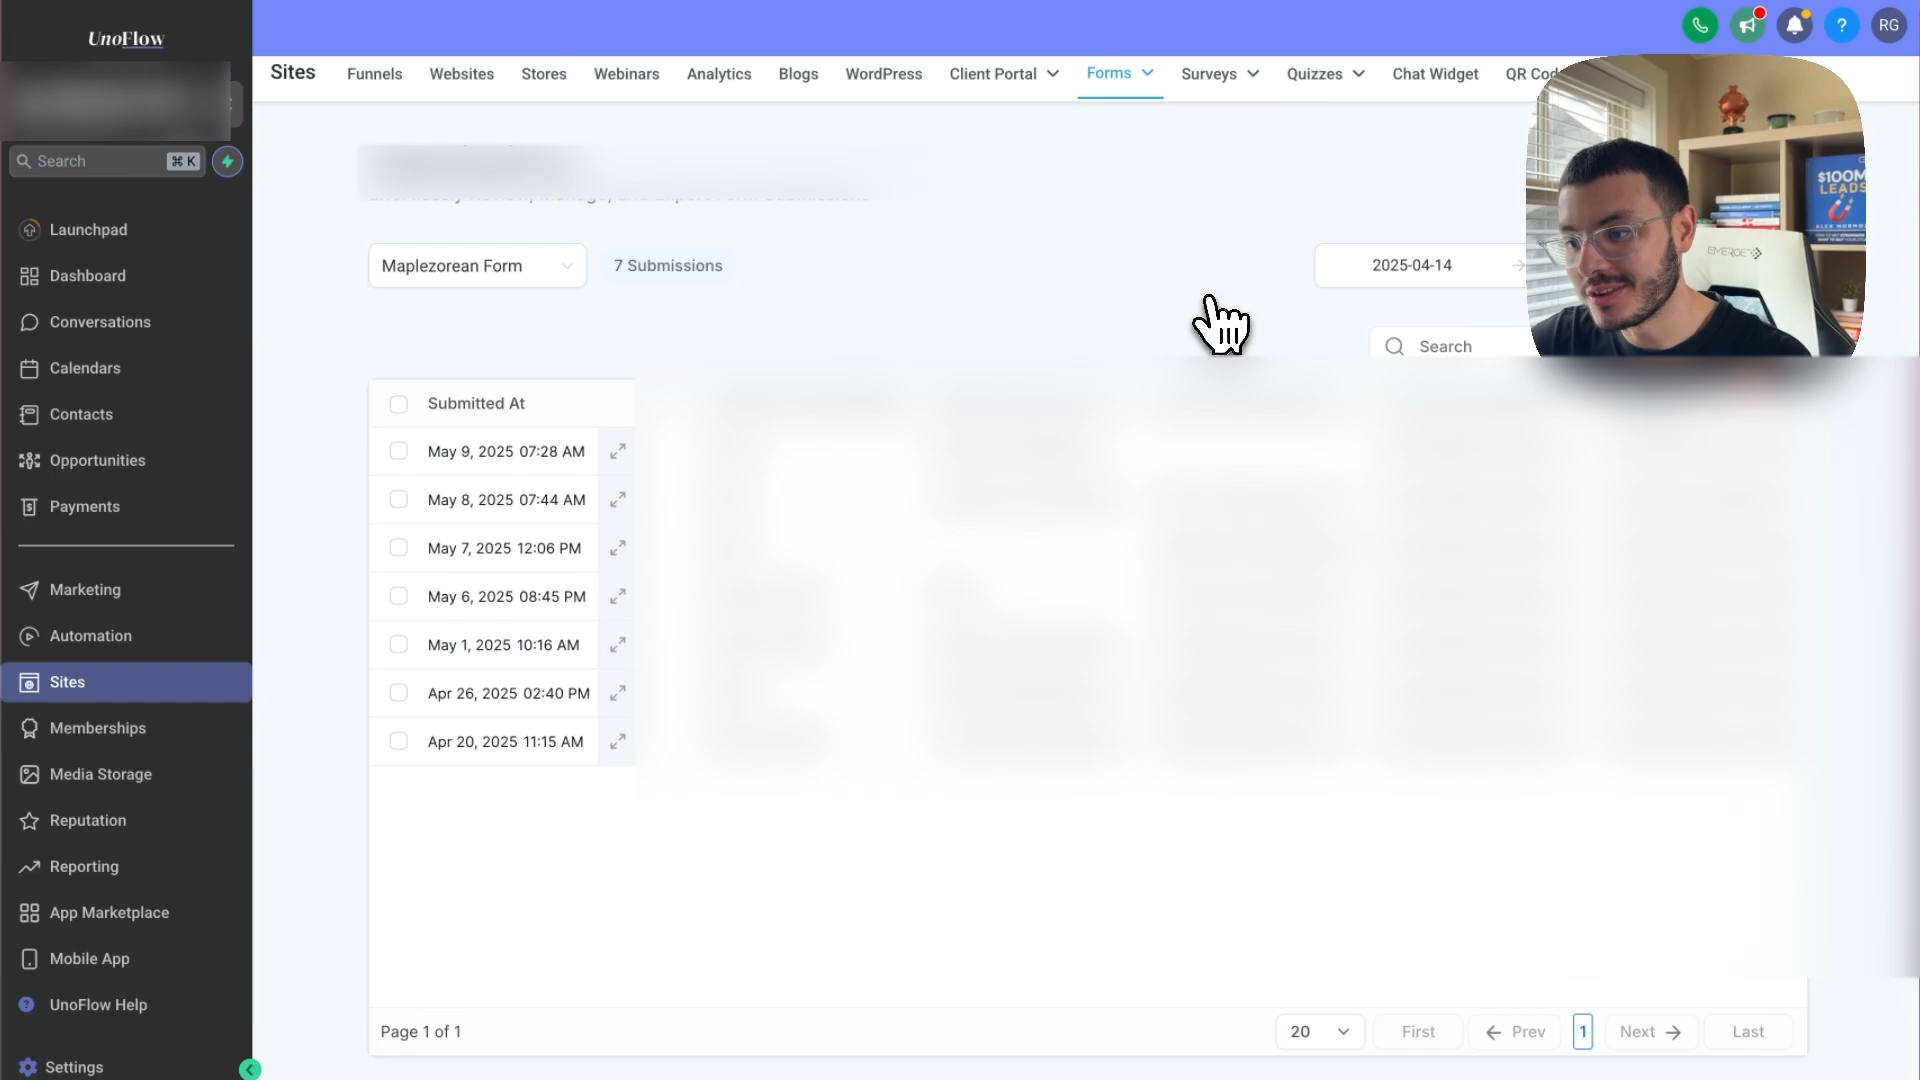 UnoFlow
Search ⌘ K
Launchpad
Dashboard
Conversations
Calendars
Contacts
Opportunities
Payments
Marketing
Automation
Sites
Memberships
Media Storage
Reputation
Reporting
App Marketplace
Mobile App
UnoFlow Help
Settings
? RG
Sites Funnels Websites Stores Webinars Analytics Blogs WordPress Client Portal Forms Surveys Quizzes Chat Widget QR Cod
Maplezorean Form 7 Submissions 2025-04-14
Search
Submitted At
May 9, 2025 07:28 AM
May 8, 2025 07:44 AM
May 7, 2025 12:06 PM
May 6, 2025 08:45 PM
May 1, 2025 10:16 AM
Apr 26, 2025 02:40 PM
Apr 20, 2025 11:15 AM
Page 1 of 1 20 First Prev 1 Next Last
$100M
LEADS
ALEX HORMOZI
EMERGE